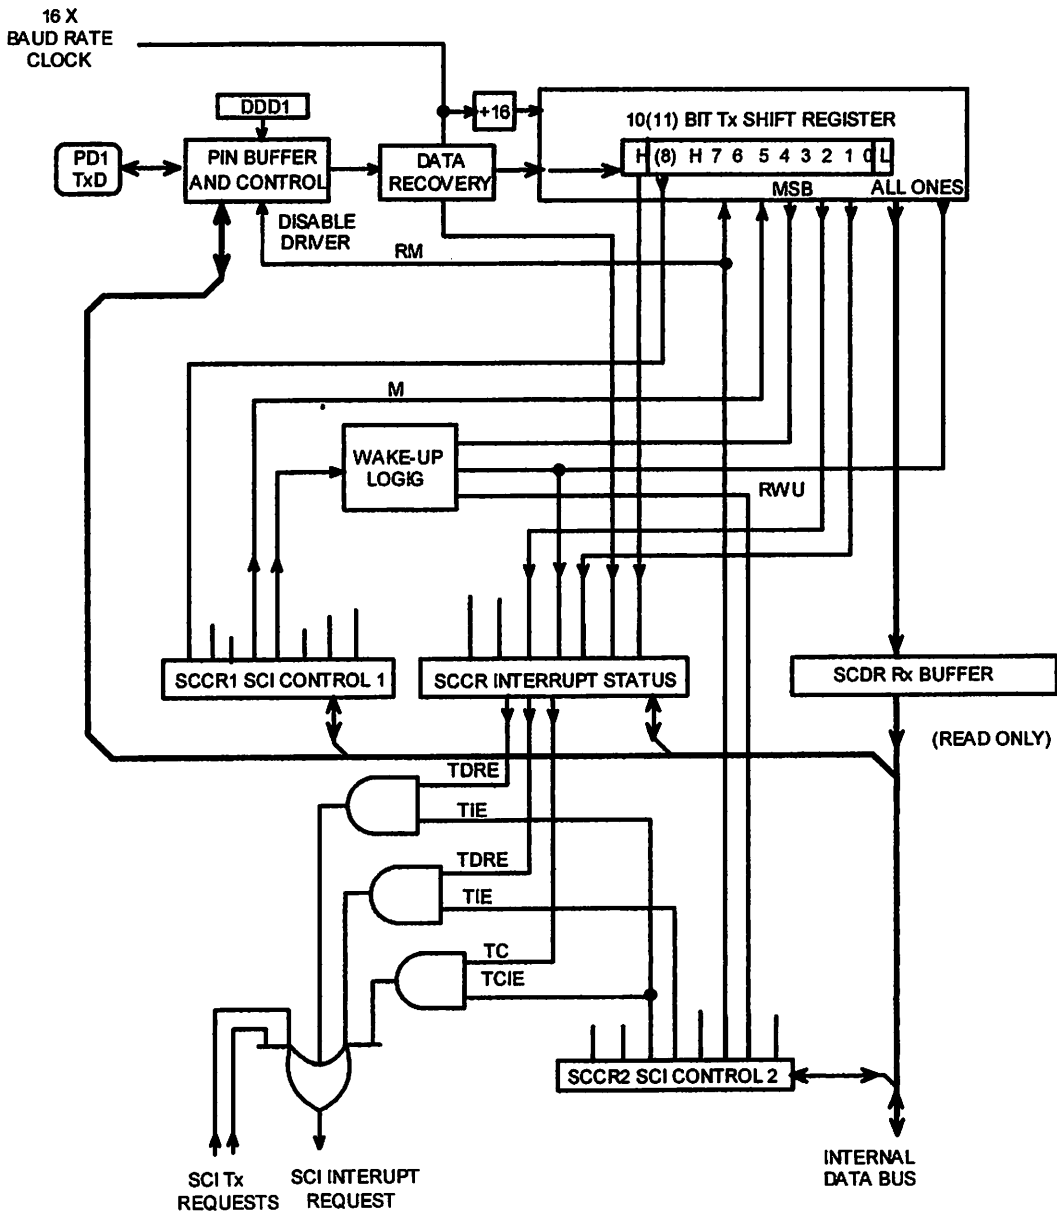 16 X
BAUD RATE
CLOCK
DDD1
+16
10(11) BIT Tx SHIFT REGISTER
PD1
TxD
PIN BUFFER
AND CONTROL
DATA
RECOVERY
H (8) H 7 6 5 4 3 2 1 0 L
MSB
ALL ONES
DISABLE
DRIVER
RM
M
WAKE-UP
LOGIG
RWU
SCCR1 SCI CONTROL 1
SCCR INTERRUPT STATUS
SCDR Rx BUFFER
(READ ONLY)
TDRE
TIE
TDRE
TIE
TC
TCIE
SCCR2 SCI CONTROL 2
SCI Tx
REQUESTS
SCI INTERUPT
REQUEST
INTERNAL
DATA BUS